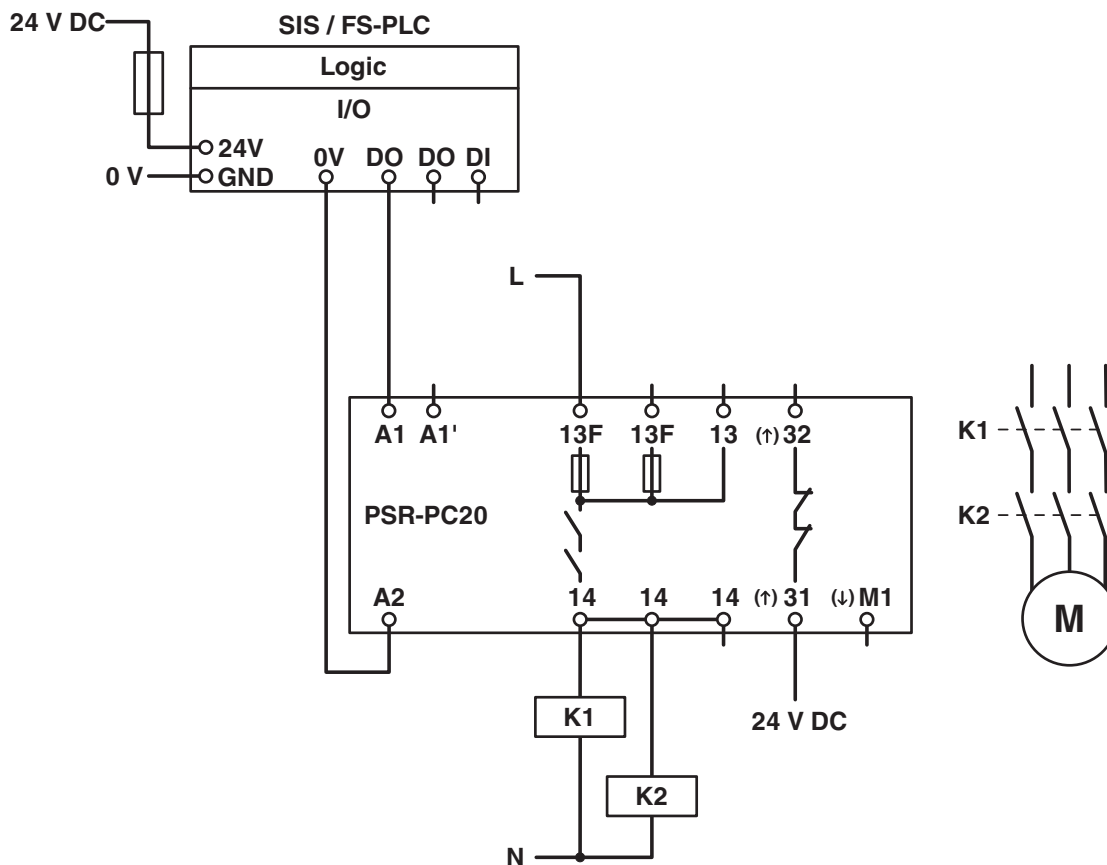 24 V DC
SIS / FS-PLC
Logic
I/O
24V
0V DO DO DI
0 V GND
L
A1 A1' 13F 13F 13 (↑) 32
K1
PSR-PC20
K2
A2 14 14 14 (↑) 31 (↓) M1
M
K1
24 V DC
K2
N